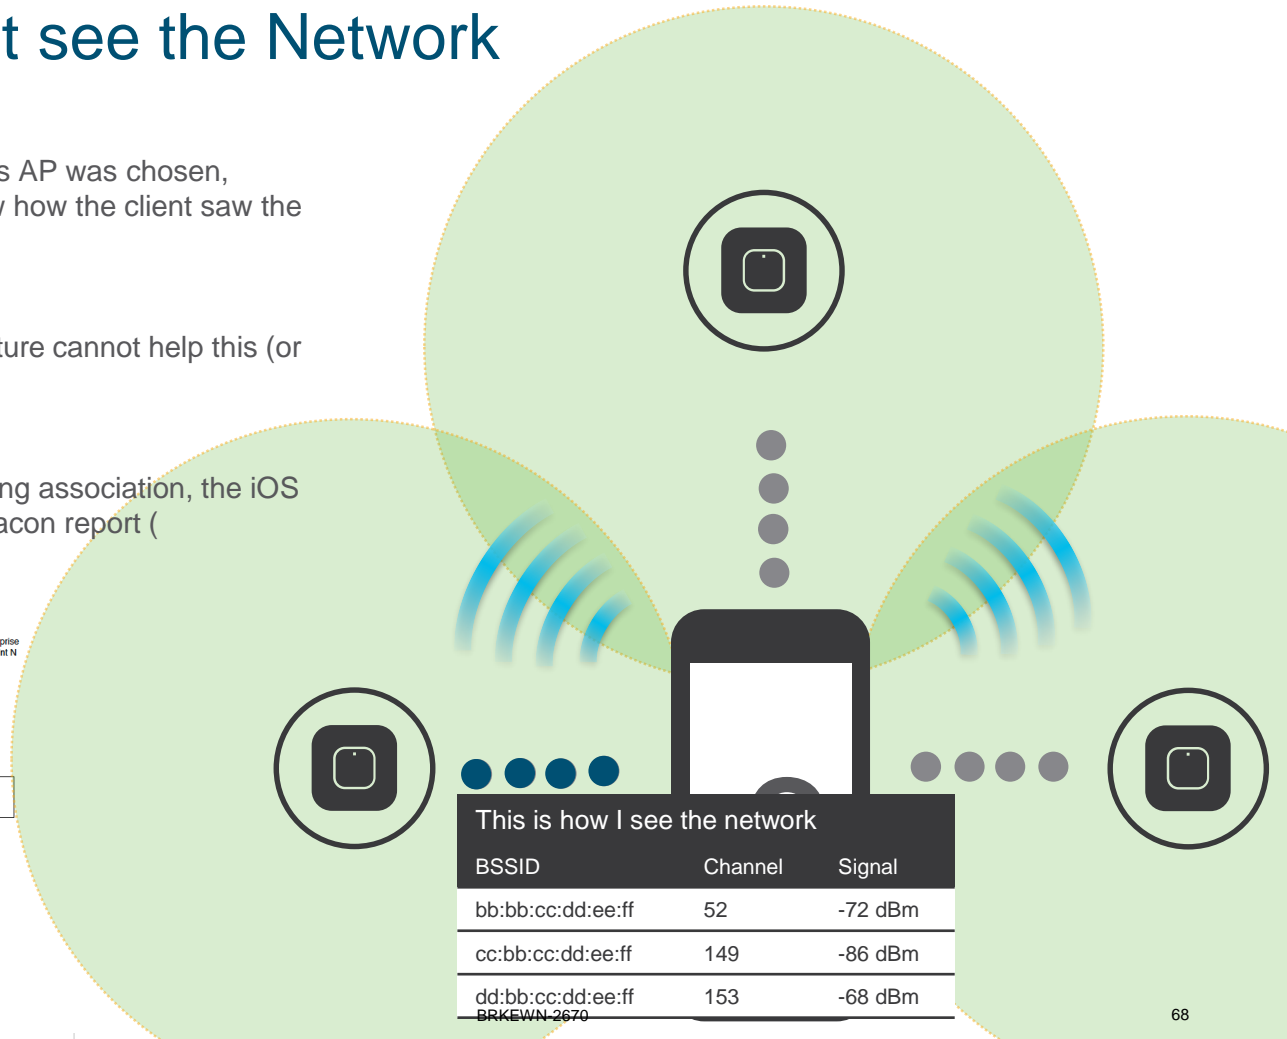 t see the Network
s AP was chosen,
how the client saw the
ture cannot help this (or
ng association, the iOS
acon report (
prise
nt N
This is how I see the network
BSSID Channel Signal
bb:bb:cc:dd:ee:ff 52 -72 dBm
cc:bb:cc:dd:ee:ff 149 -86 dBm
dd:bb:cc:dd:ee:ff 153 -68 dBm
BRKEWN-2670 68